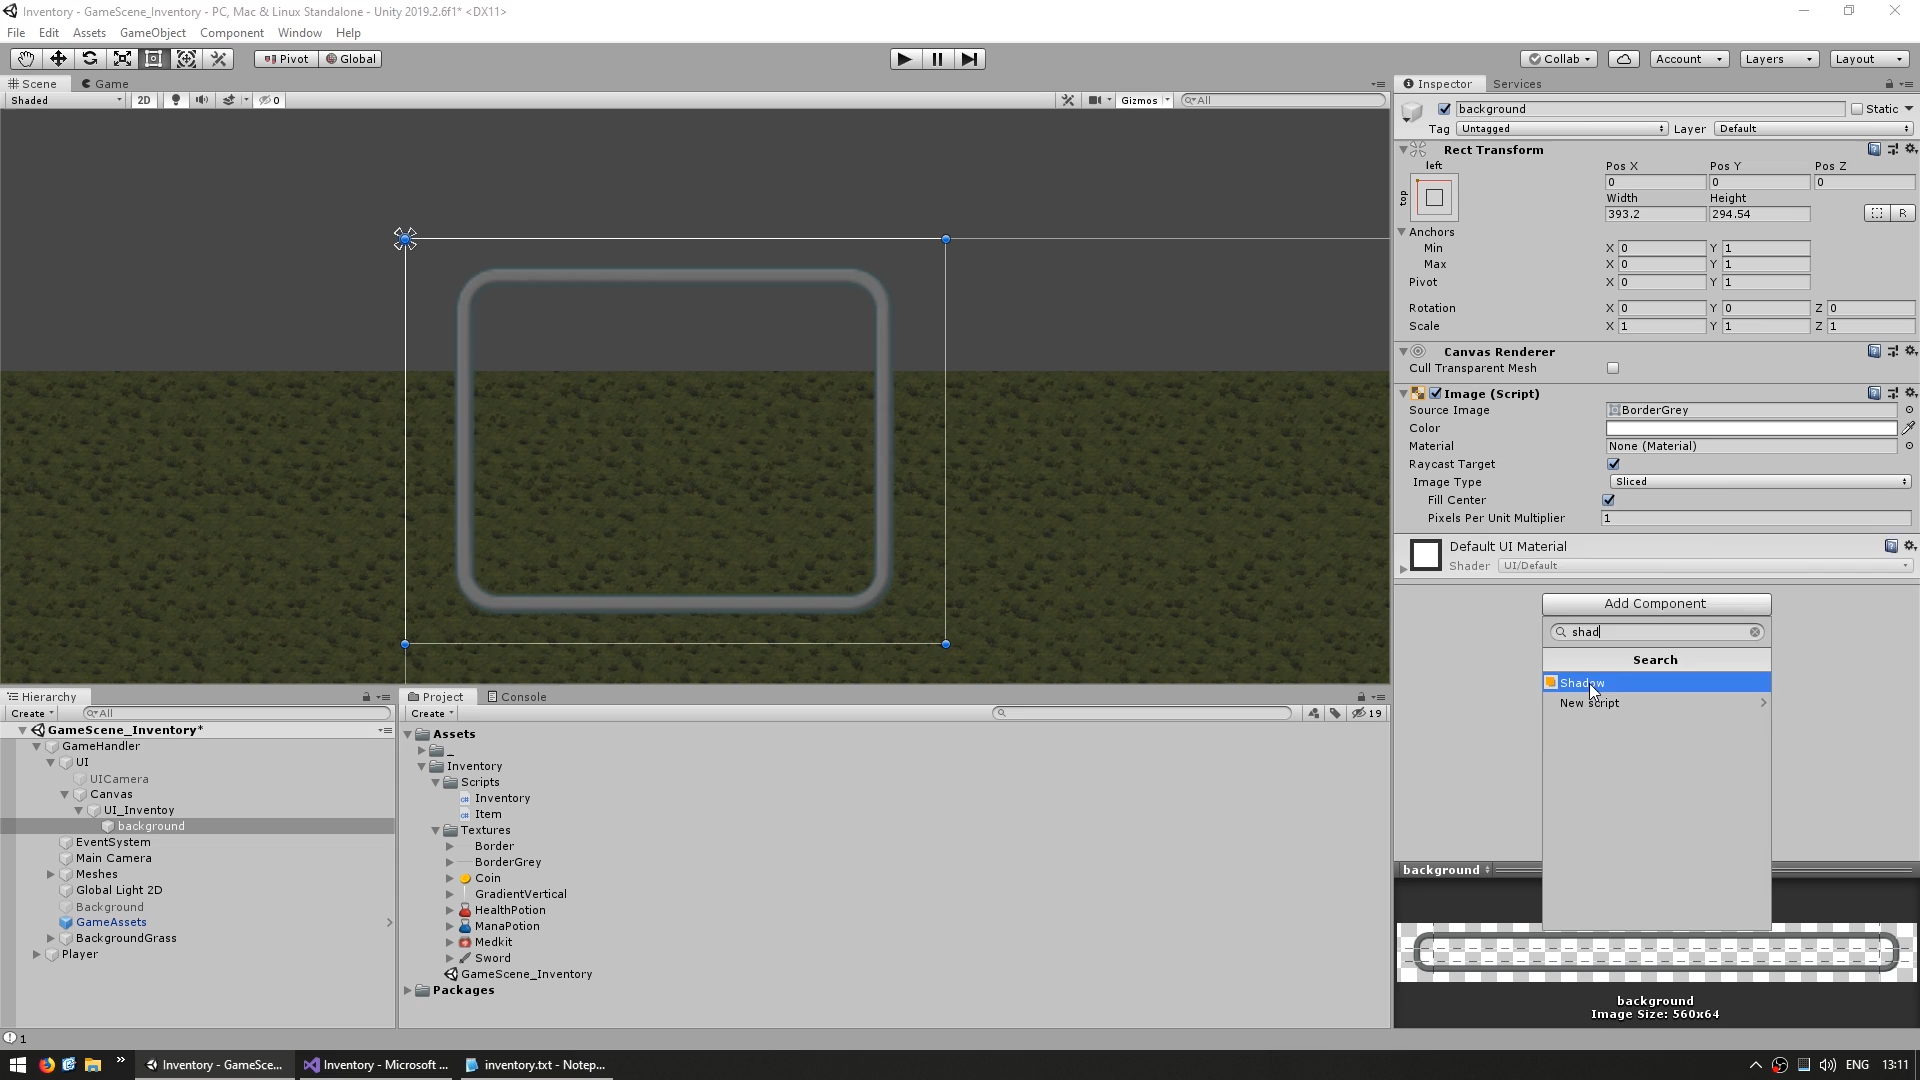 Inventory - GameScene_Inventory - PC, Mac & Linux Standalone - Unity 2019.2.6f1* <DX11>
File Edit Assets GameObject Component Window Help
Pivot Global Collab Account Layers Layout
Scene Game
Shaded 2D 0 Gizmos All
Inspector Services
background Static
Tag Untagged Layer Default
Rect Transform
left Pos X Pos Y Pos Z
top 0 0 0
Width Height
393.2 294.54 R
Anchors
Min X 0 Y 1
Max X 0 Y 1
Pivot X 0 Y 1
Rotation X 0 Y 0 Z 0
Scale X 1 Y 1 Z 1
Canvas Renderer
Cull Transparent Mesh
Image (Script)
Source Image BorderGrey
Color
Material None (Material)
Raycast Target
Image Type Sliced
Fill Center
Pixels Per Unit Multiplier 1
Default UI Material
Shader UI/Default
Add Component
shad
Search
Shadow
New script
background
background
Image Size: 560x64
Hierarchy
Create All
GameScene_Inventory*
GameHandler
UI
UICamera
Canvas
UI_Inventoy
background
EventSystem
Main Camera
Meshes
Global Light 2D
Background
GameAssets
BackgroundGrass
Player
Project Console
Create 19
Assets
_
Inventory
Scripts
Inventory
Item
Textures
Border
BorderGrey
Coin
GradientVertical
HealthPotion
ManaPotion
Medkit
Sword
GameScene_Inventory
Packages
1
Inventory - GameSce... Inventory - Microsoft ... inventory.txt - Notep... ENG 13:11